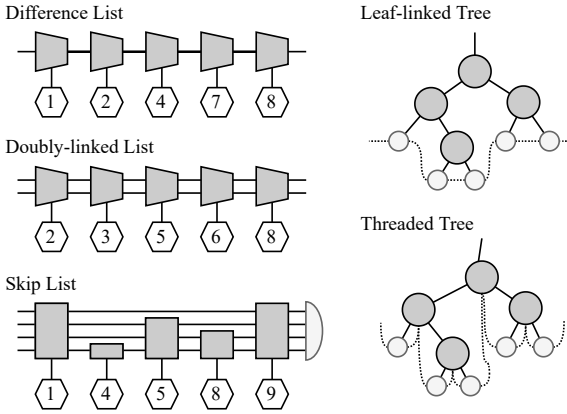 Difference List
1 2 4 7 8
Doubly-linked List
2 3 5 6 8
Skip List
1 4 5 8 9
Leaf-linked Tree
Threaded Tree